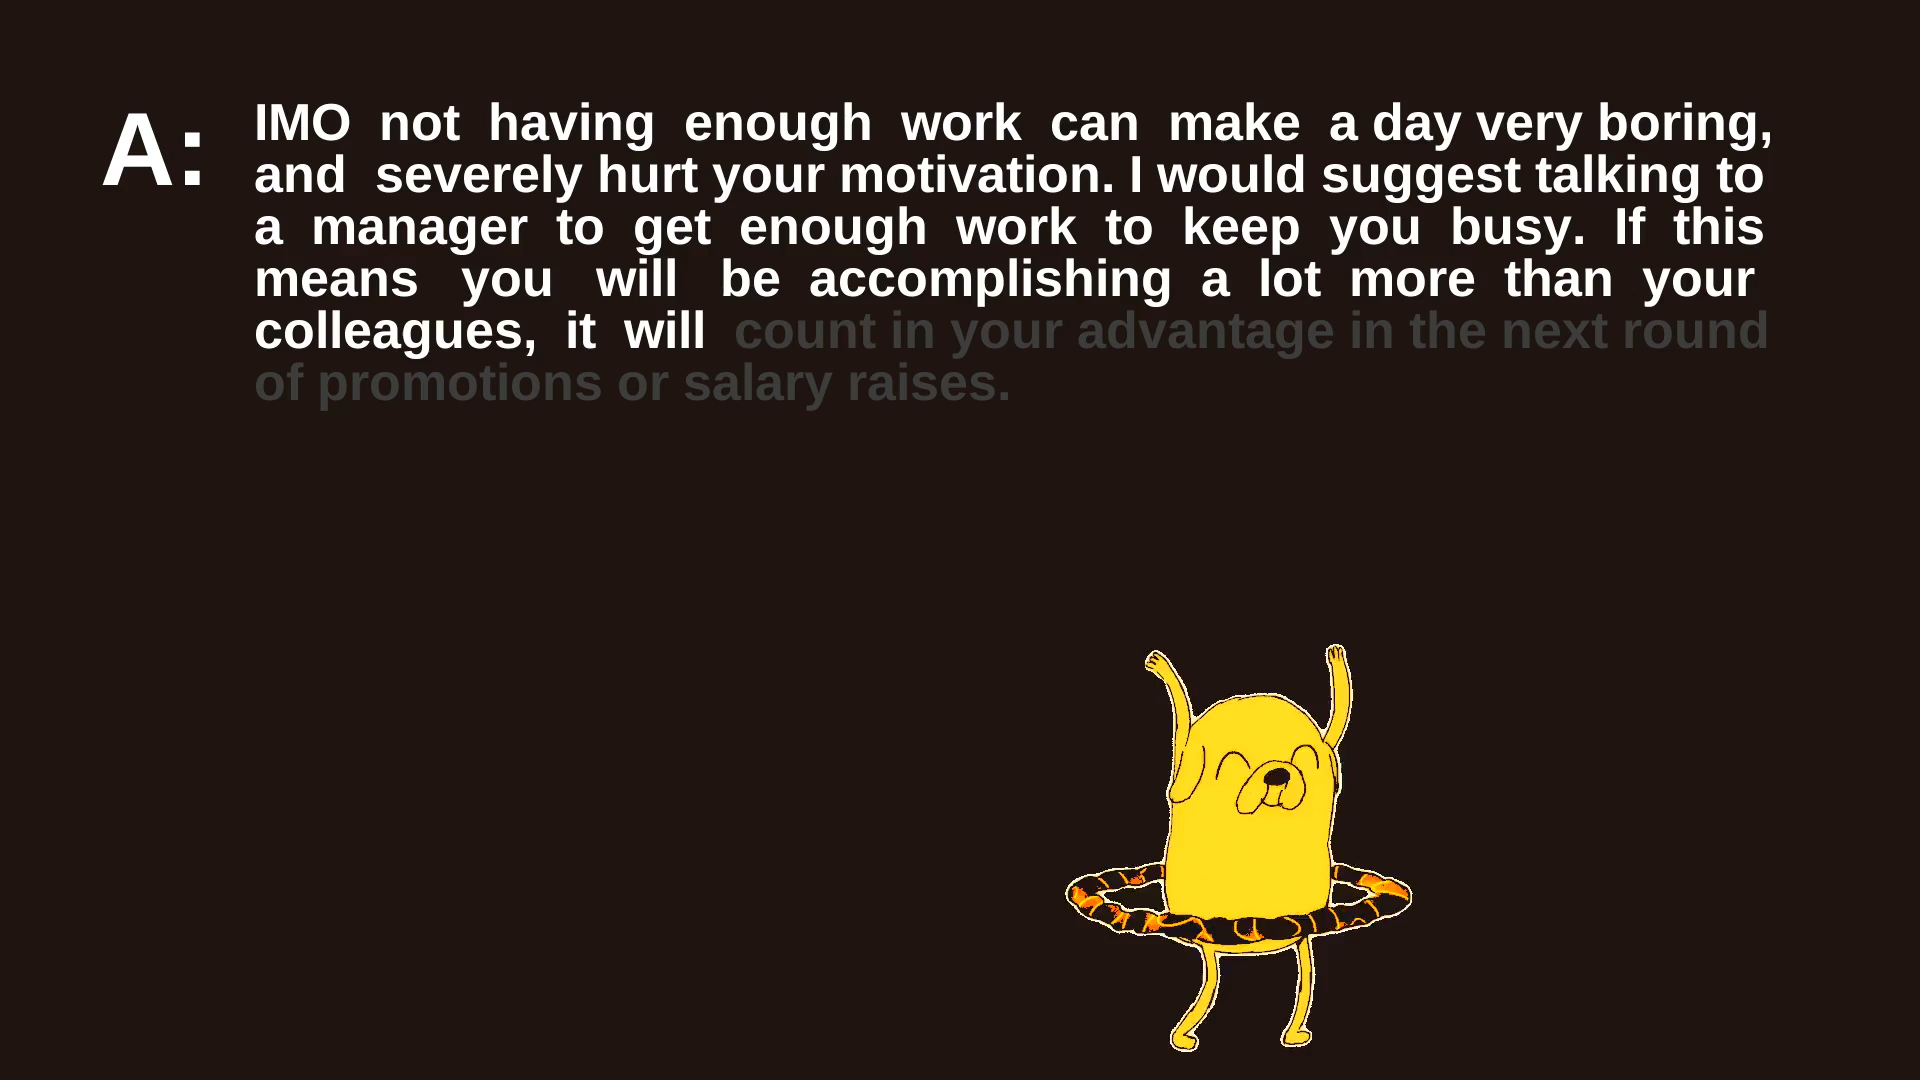 A: IMO not having enough work can make a day very boring,
and severely hurt your motivation. I would suggest talking to
a manager to get enough work to keep you busy. If this
means you will be accomplishing a lot more than your
colleagues, it will count in your advantage in the next round
of promotions or salary raises.